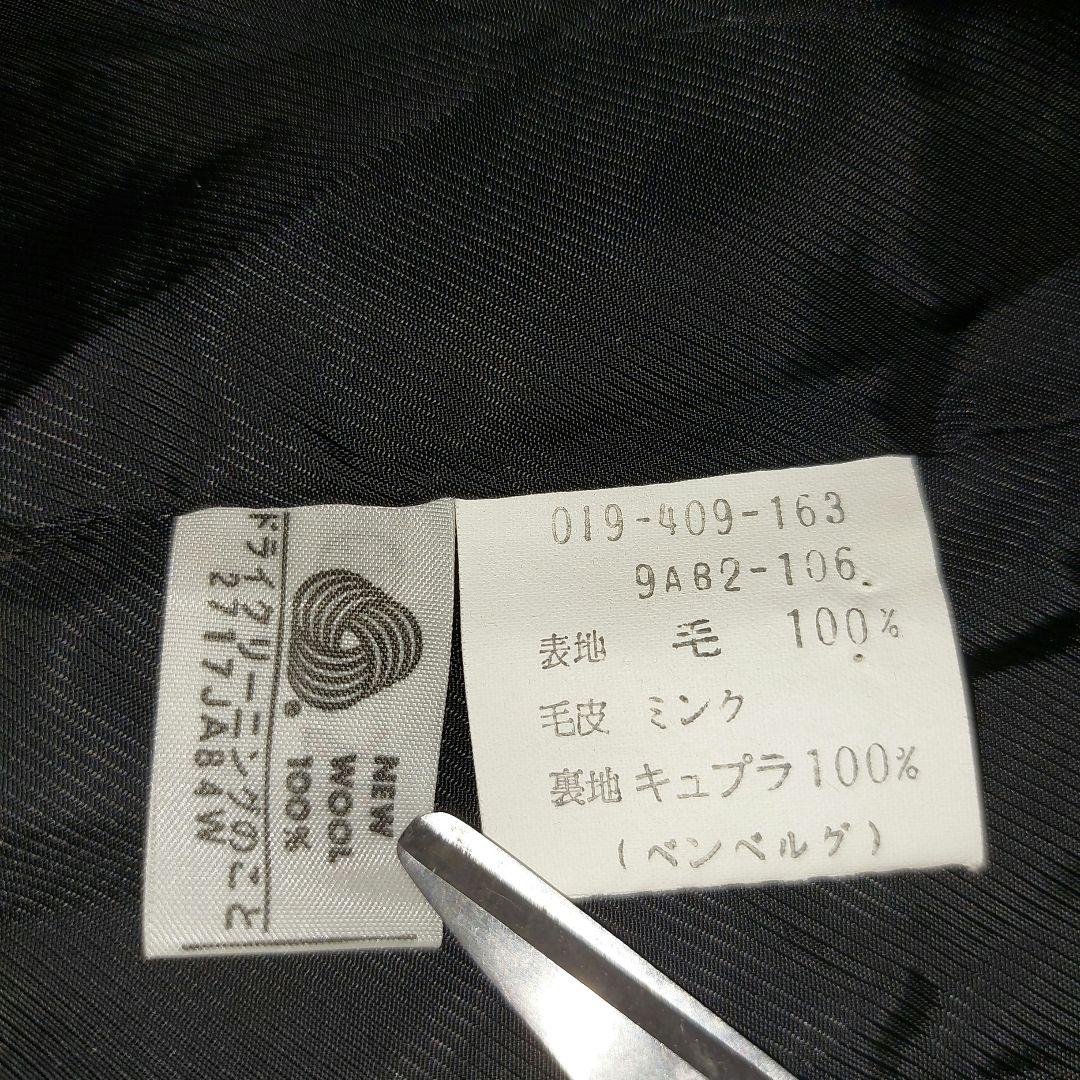 ドライクリーニングのこと
2717JAB4W
NEW
WOOL
100%
019-409-163
9AB2-106.
表地 毛 100%
毛皮 ミンク
裏地 キュプラ100%
(ベンベルグ)